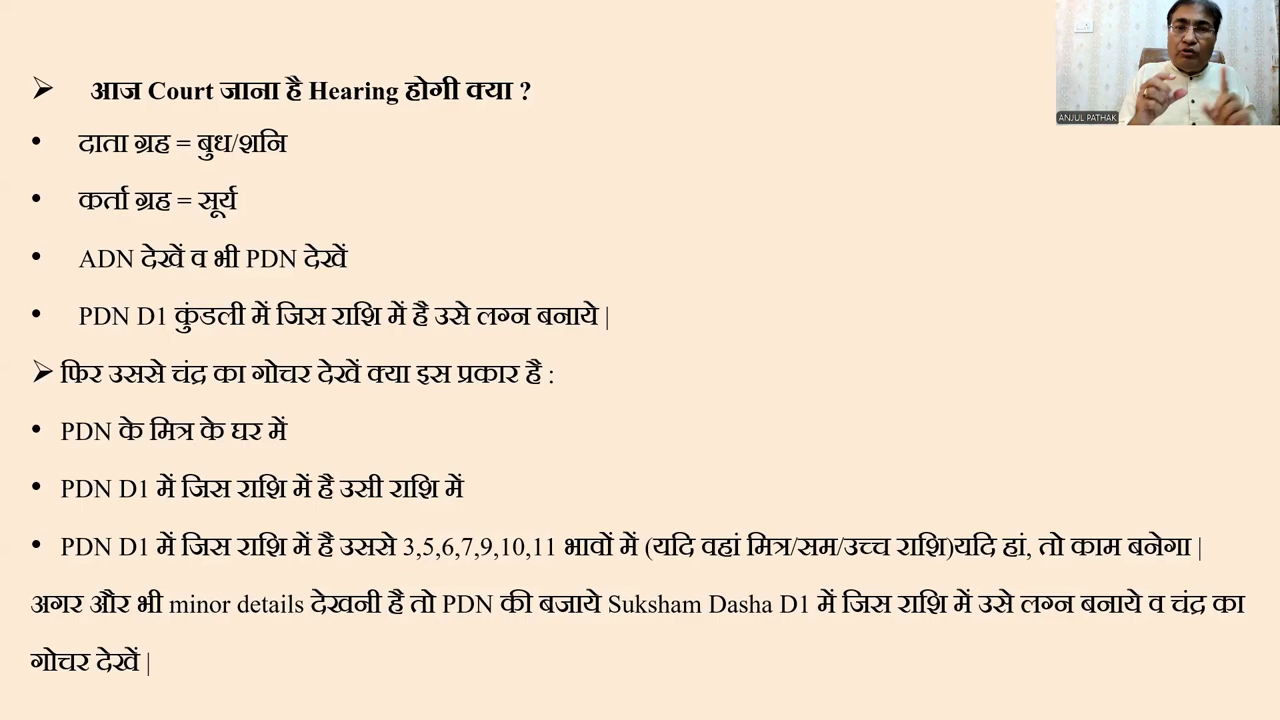 ➢ आज Court जाना है Hearing होगी क्या ?
• दाता ग्रह = बुध/शनि
• कर्ता ग्रह = सूर्य
• ADN देखें व भी PDN देखें
• PDN D1 कुंडली में जिस राशि में है उसे लग्न बनाये |
➢ फिर उससे चंद्र का गोचर देखें क्या इस प्रकार है :
• PDN के मित्र के घर में
• PDN D1 में जिस राशि में है उसी राशि में
• PDN D1 में जिस राशि में है उससे 3,5,6,7,9,10,11 भावों में (यदि वहां मित्र/सम/उच्च राशि)यदि हां, तो काम बनेगा |
अगर और भी minor details देखनी है तो PDN की बजाये Suksham Dasha D1 में जिस राशि में उसे लग्न बनाये व चंद्र का
गोचर देखें |
ANJUL PATHAK